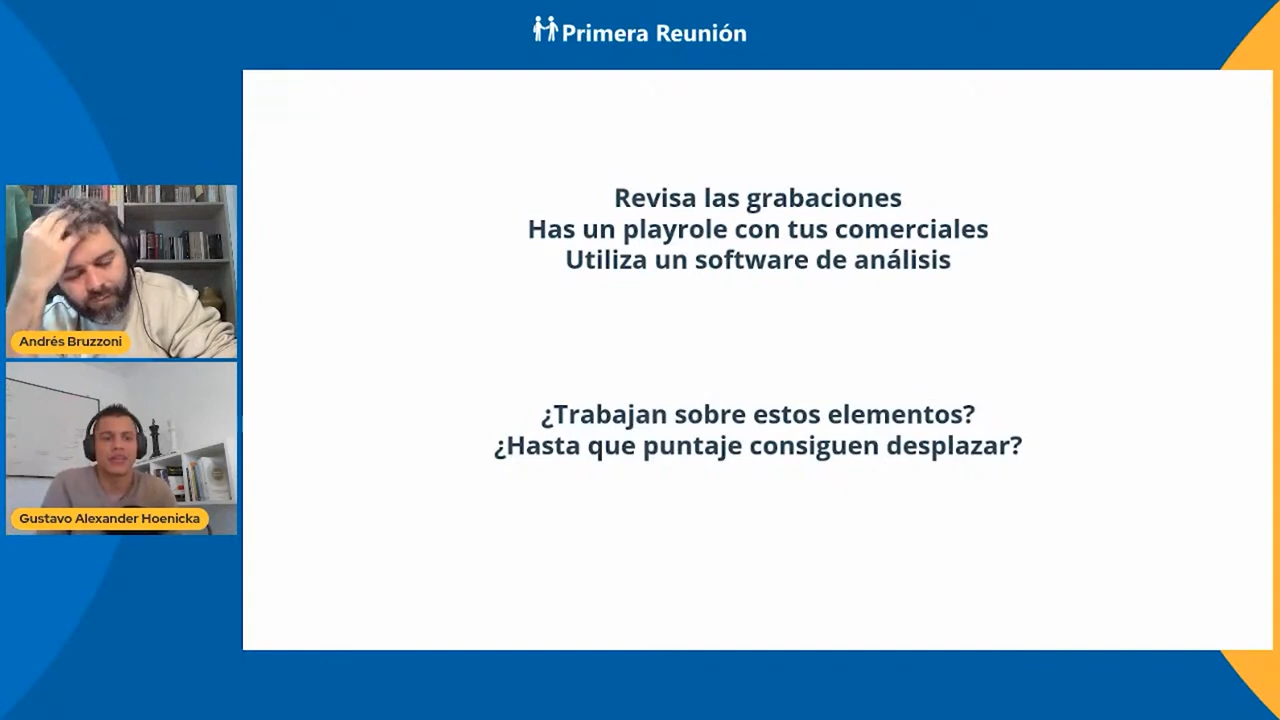 Primera Reunión
Revisa las grabaciones
Has un playrole con tus comerciales
Utiliza un software de análisis
¿Trabajan sobre estos elementos?
¿Hasta que puntaje consiguen desplazar?
Andrés Bruzzoni
Gustavo Alexander Hoenicka